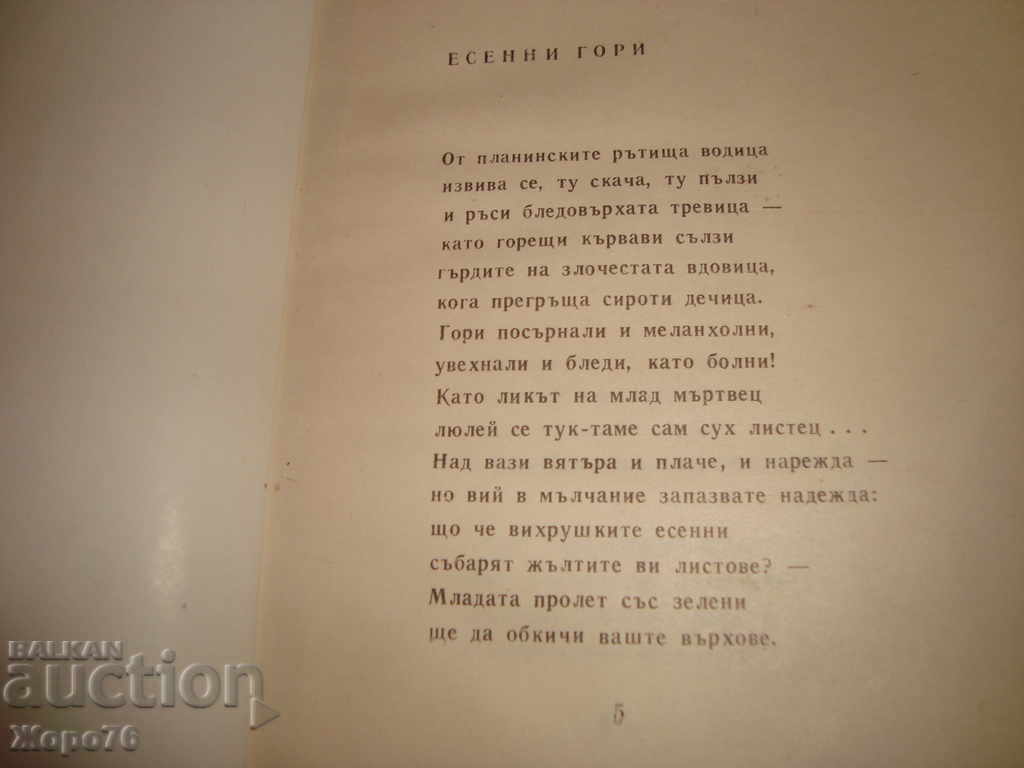 ЕСЕННИ ГОРИ
От планинските рътища водица
извива се, ту скача, ту пълзи
и ръси бледовърхата тревица —
като горещи кървави сълзи
гърдите на злочестата вдовица,
кога прегръща сироти дечица.
Гори посърнали и меланхолни,
увехнали и бледи, като болни!
Като ликът на млад мъртвец
люлей се тук-таме сам сух листец...
Над вази вятъра и плаче, и нарежда —
но вий в мълчание запазвате надежда:
що че вихрушките есенни
събарят жълтите ви листове? —
Младата пролет със зелени
ще да обкичи ваште върхове.
5
BALKAN
auction
Жоро76